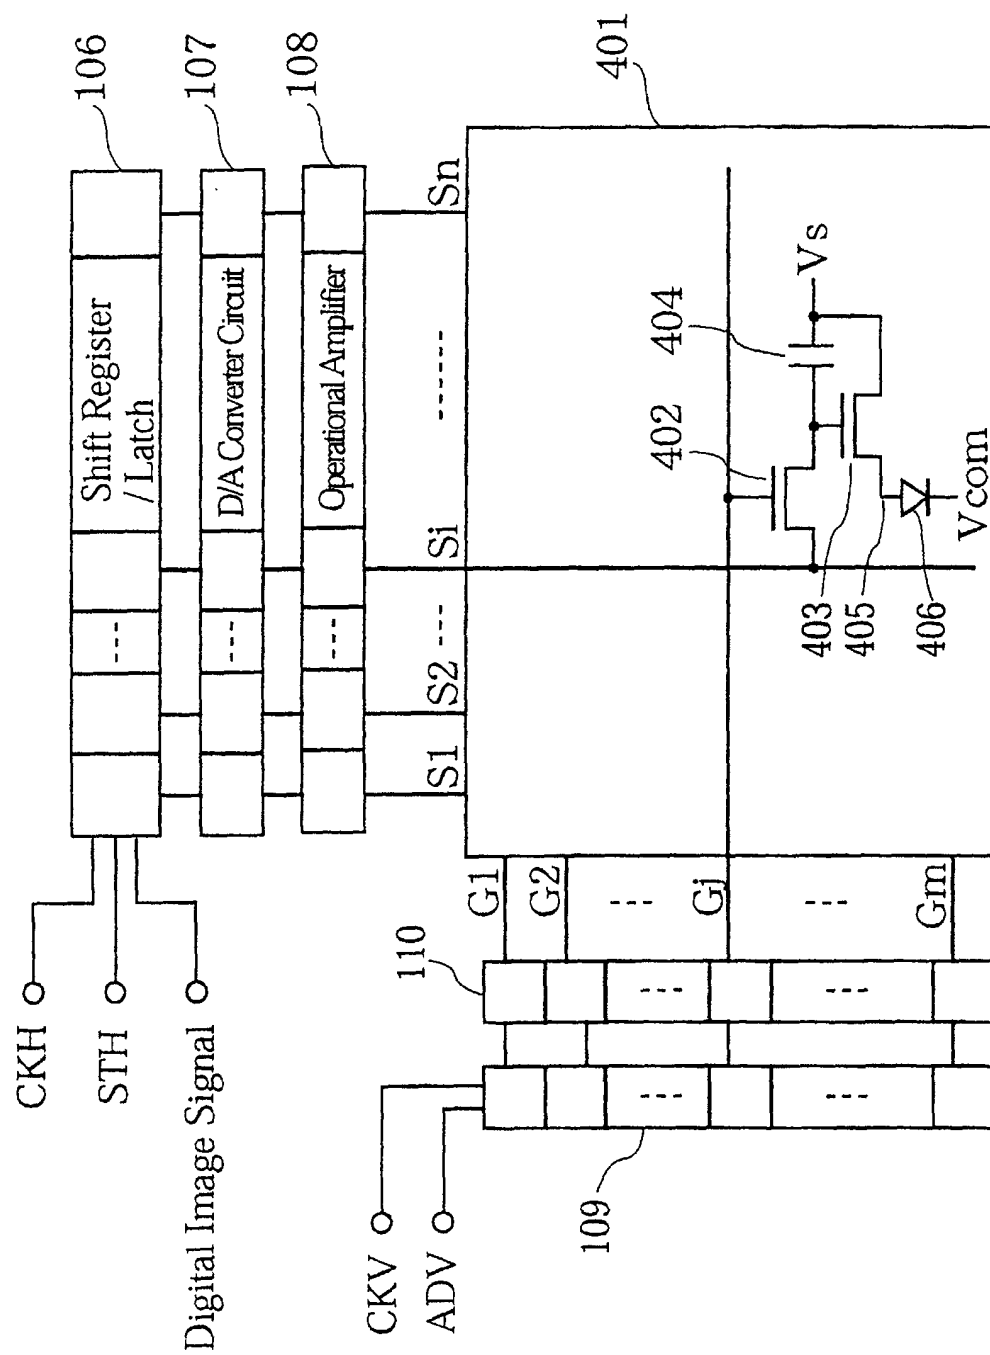 106
107
108
401
Shift Register
/ Latch
D/A Converter Circuit
Operational Amplifier
CKH
STH
Digital Image Signal
S1
S2
Si
Sn
G1
G2
Gj
Gm
110
109
CKV
ADV
402
404
Vs
403
405
406
Vcom